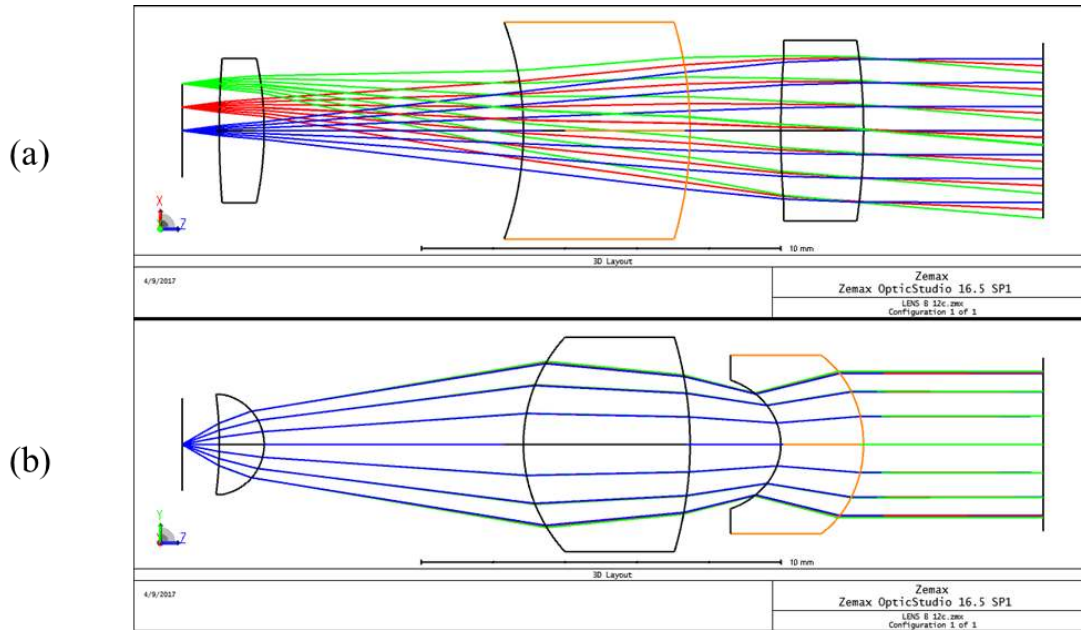 (a)
X
Y
Z
10 mm
3D Layout
4/9/2017
Zemax
Zemax OpticStudio 16.5 SP1
LENS B 12c.zmx
Configuration 1 of 1
(b)
Y
X
Z
10 mm
3D Layout
4/9/2017
Zemax
Zemax OpticStudio 16.5 SP1
LENS B 12c.zmx
Configuration 1 of 1